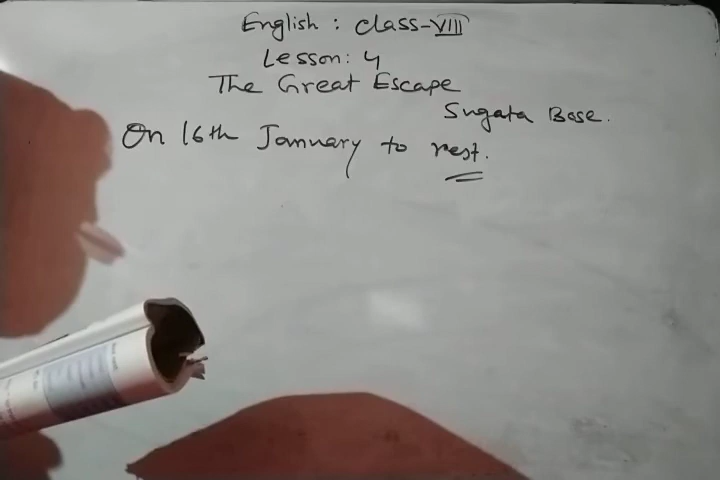 English : class-VIII
Lesson: 4
The Great Escape
Sugata Bose.
On 16th January to rest.